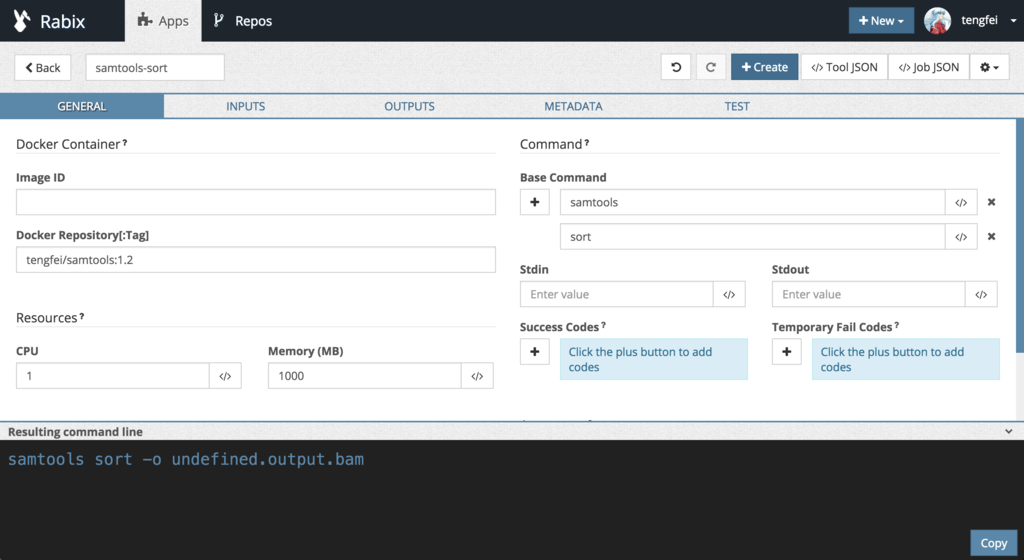 Rabix
Apps
Repos
+ New
tengfei
Back
samtools-sort
+ Create
</> Tool JSON
</> Job JSON
GENERAL
INPUTS
OUTPUTS
METADATA
TEST
Docker Container ?
Image ID
Docker Repository[:Tag]
tengfei/samtools:1.2
Resources ?
CPU
Memory (MB)
1
</>
1000
</>
Command ?
Base Command
samtools
</>
sort
</>
Stdin
Stdout
Enter value
</>
Enter value
</>
Success Codes ?
Temporary Fail Codes ?
Click the plus button to add
codes
Click the plus button to add
codes
Resulting command line
samtools sort -o undefined.output.bam
Copy